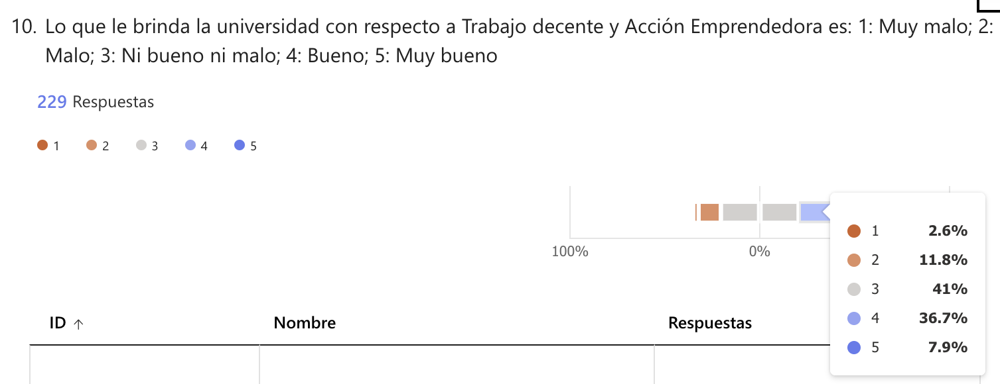 10. Lo que le brinda la universidad con respecto a Trabajo decente y Acción Emprendedora es: 1: Muy malo; 2:
Malo; 3: Ni bueno ni malo; 4: Bueno; 5: Muy bueno
229 Respuestas
1 2 3 4 5
100% 0%
1 2.6%
2 11.8%
3 41%
4 36.7%
5 7.9%
ID ↑ Nombre Respuestas